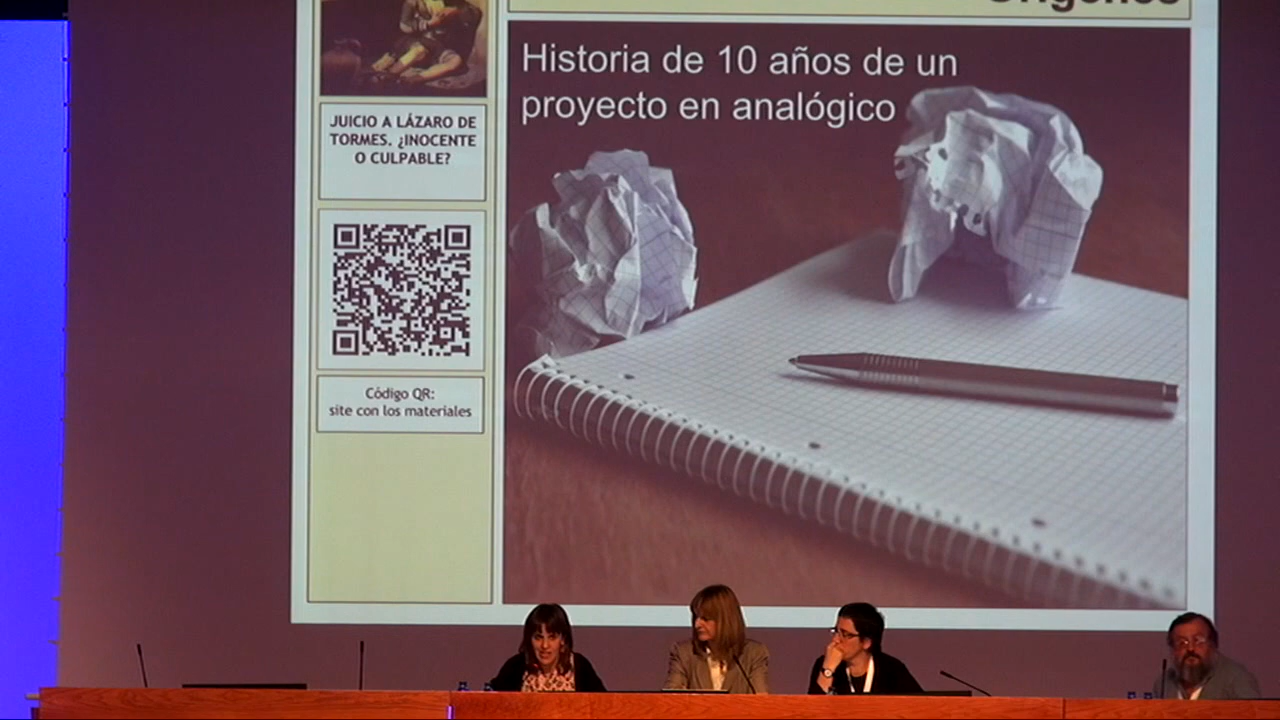 Orígenes
Historia de 10 años de un
proyecto en analógico
JUICIO A LÁZARO DE
TORMES. ¿INOCENTE
O CULPABLE?
Código QR:
site con los materiales